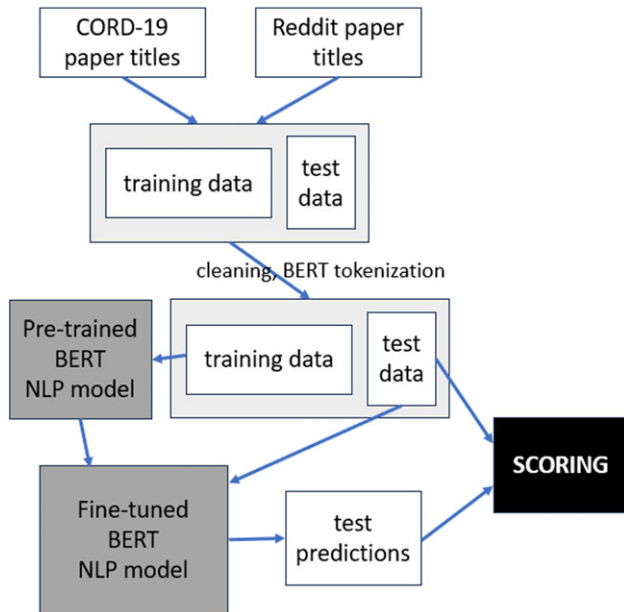 CORD-19
paper titles
Reddit paper
titles
training data
test
data
cleaning, BERT tokenization
Pre-trained
BERT
NLP model
training data
test
data
SCORING
Fine-tuned
BERT
NLP model
test
predictions